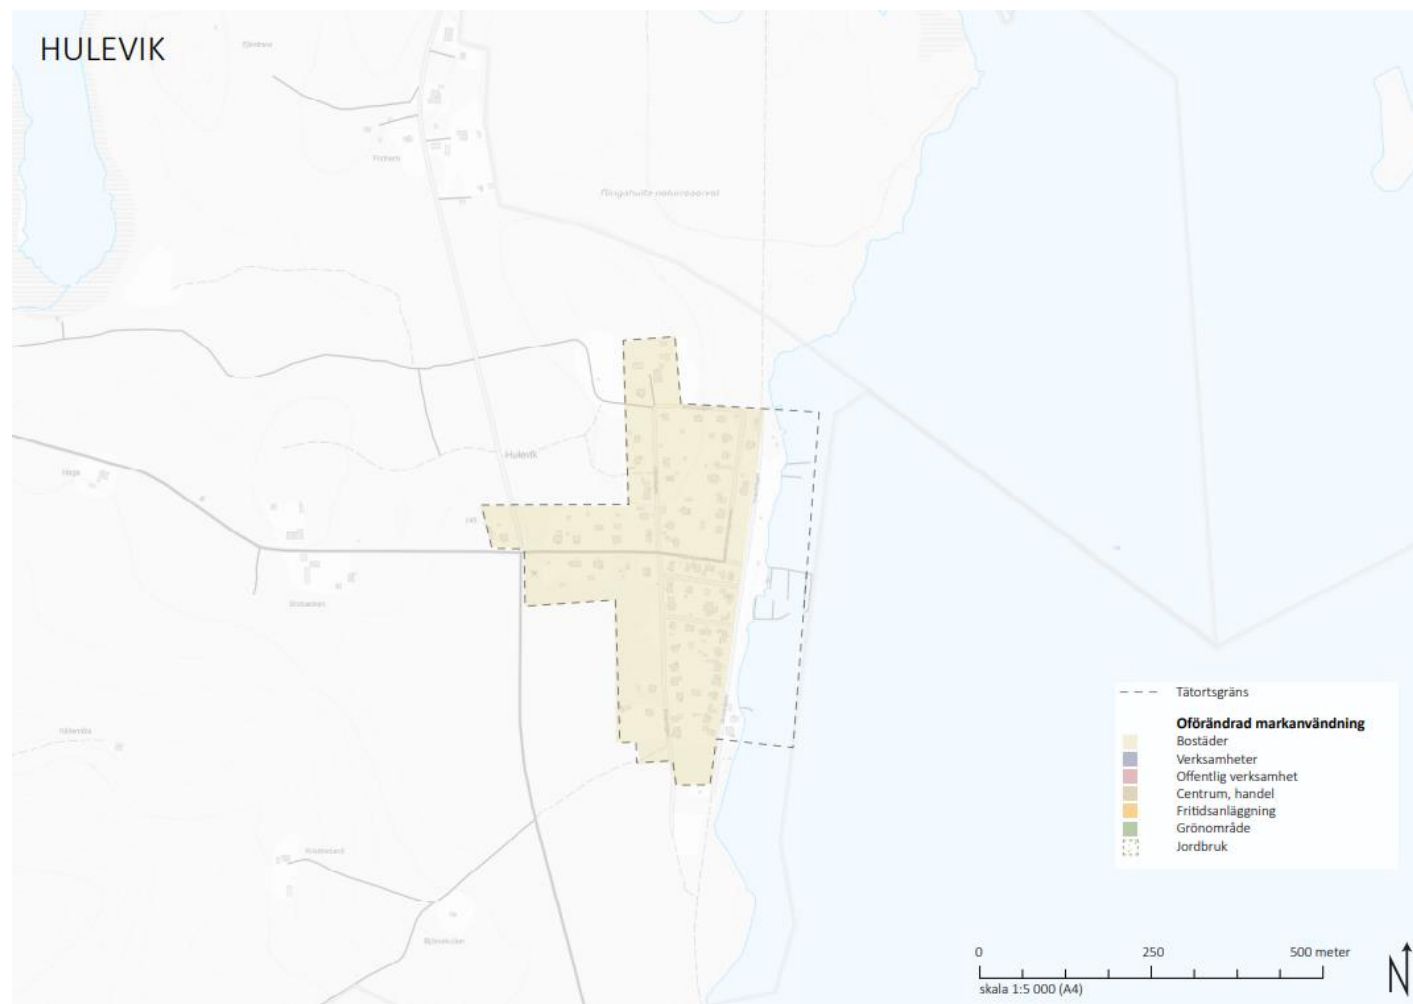 HULEVIK
Hulevik
Tätortsgräns
Oförändrad markanvändning
Bostäder
Verksamheter
Offentlig verksamhet
Centrum, handel
Fritidsanläggning
Grönområde
Jordbruk
0 250 500 meter
skala 1:5 000 (A4)
N